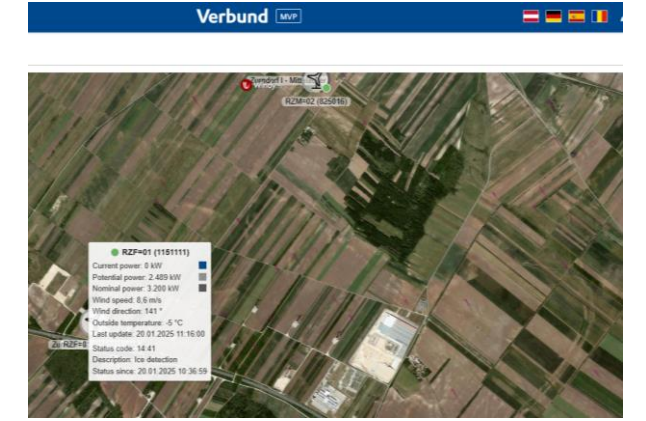 Verbund MVP
Windy
RZM=02 (825016)
RZF=01 (1151111)
Current power: 0 kW
Potential power: 2.489 kW
Nominal power: 3.200 kW
Wind speed: 8,6 m/s
Wind direction: 141 °
Outside temperature: -5 °C
Last update: 20.01.2025 11:16:00
Status code: 14:41
Description: Ice detection
Status since: 20.01.2025 10:36:59